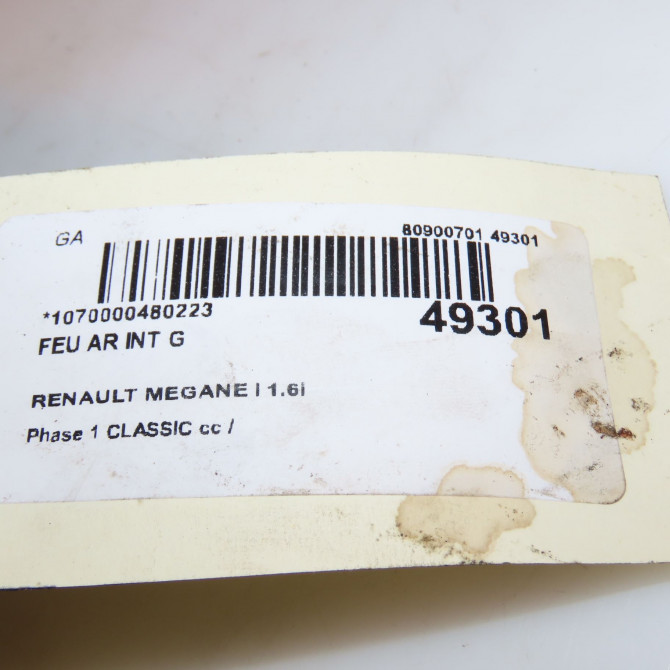 GA
80900701 49301
*1070000480223
49301
FEU AR INT G
RENAULT MEGANE I 1.6i
Phase 1 CLASSIC cc /